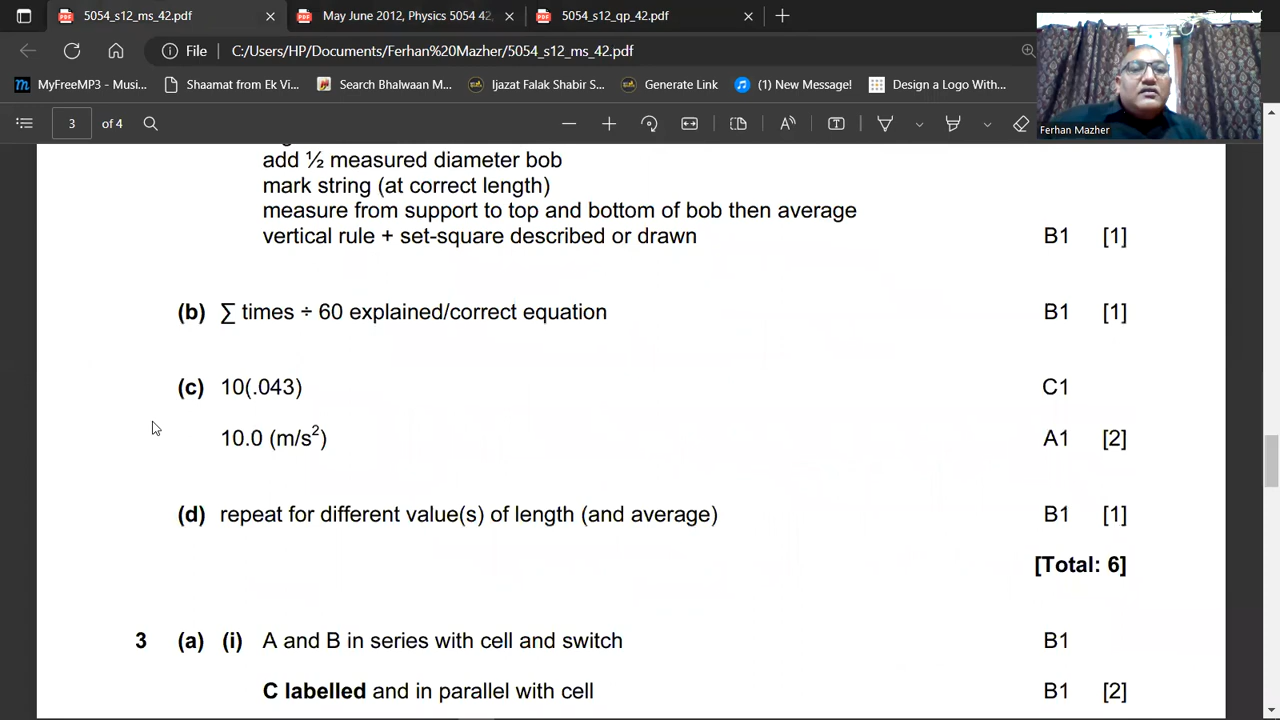 5054_s12_ms_42.pdf
May June 2012, Physics 5054 42,
5054_s12_qp_42.pdf
File C:/Users/HP/Documents/Ferhan%20Mazher/5054_s12_ms_42.pdf
MyFreeMP3 - Musi...
Shaamat from Ek Vi...
Search Bhalwaan M...
Ijazat Falak Shabir S...
Generate Link
(1) New Message!
Design a Logo With...
3 of 4
Ferhan Mazher
add ½ measured diameter bob
mark string (at correct length)
measure from support to top and bottom of bob then average
vertical rule + set-square described or drawn B1 [1]
(b) ∑ times ÷ 60 explained/correct equation B1 [1]
(c) 10(.043) C1
10.0 (m/s²) A1 [2]
(d) repeat for different value(s) of length (and average) B1 [1]
[Total: 6]
3 (a) (i) A and B in series with cell and switch B1
C labelled and in parallel with cell B1 [2]